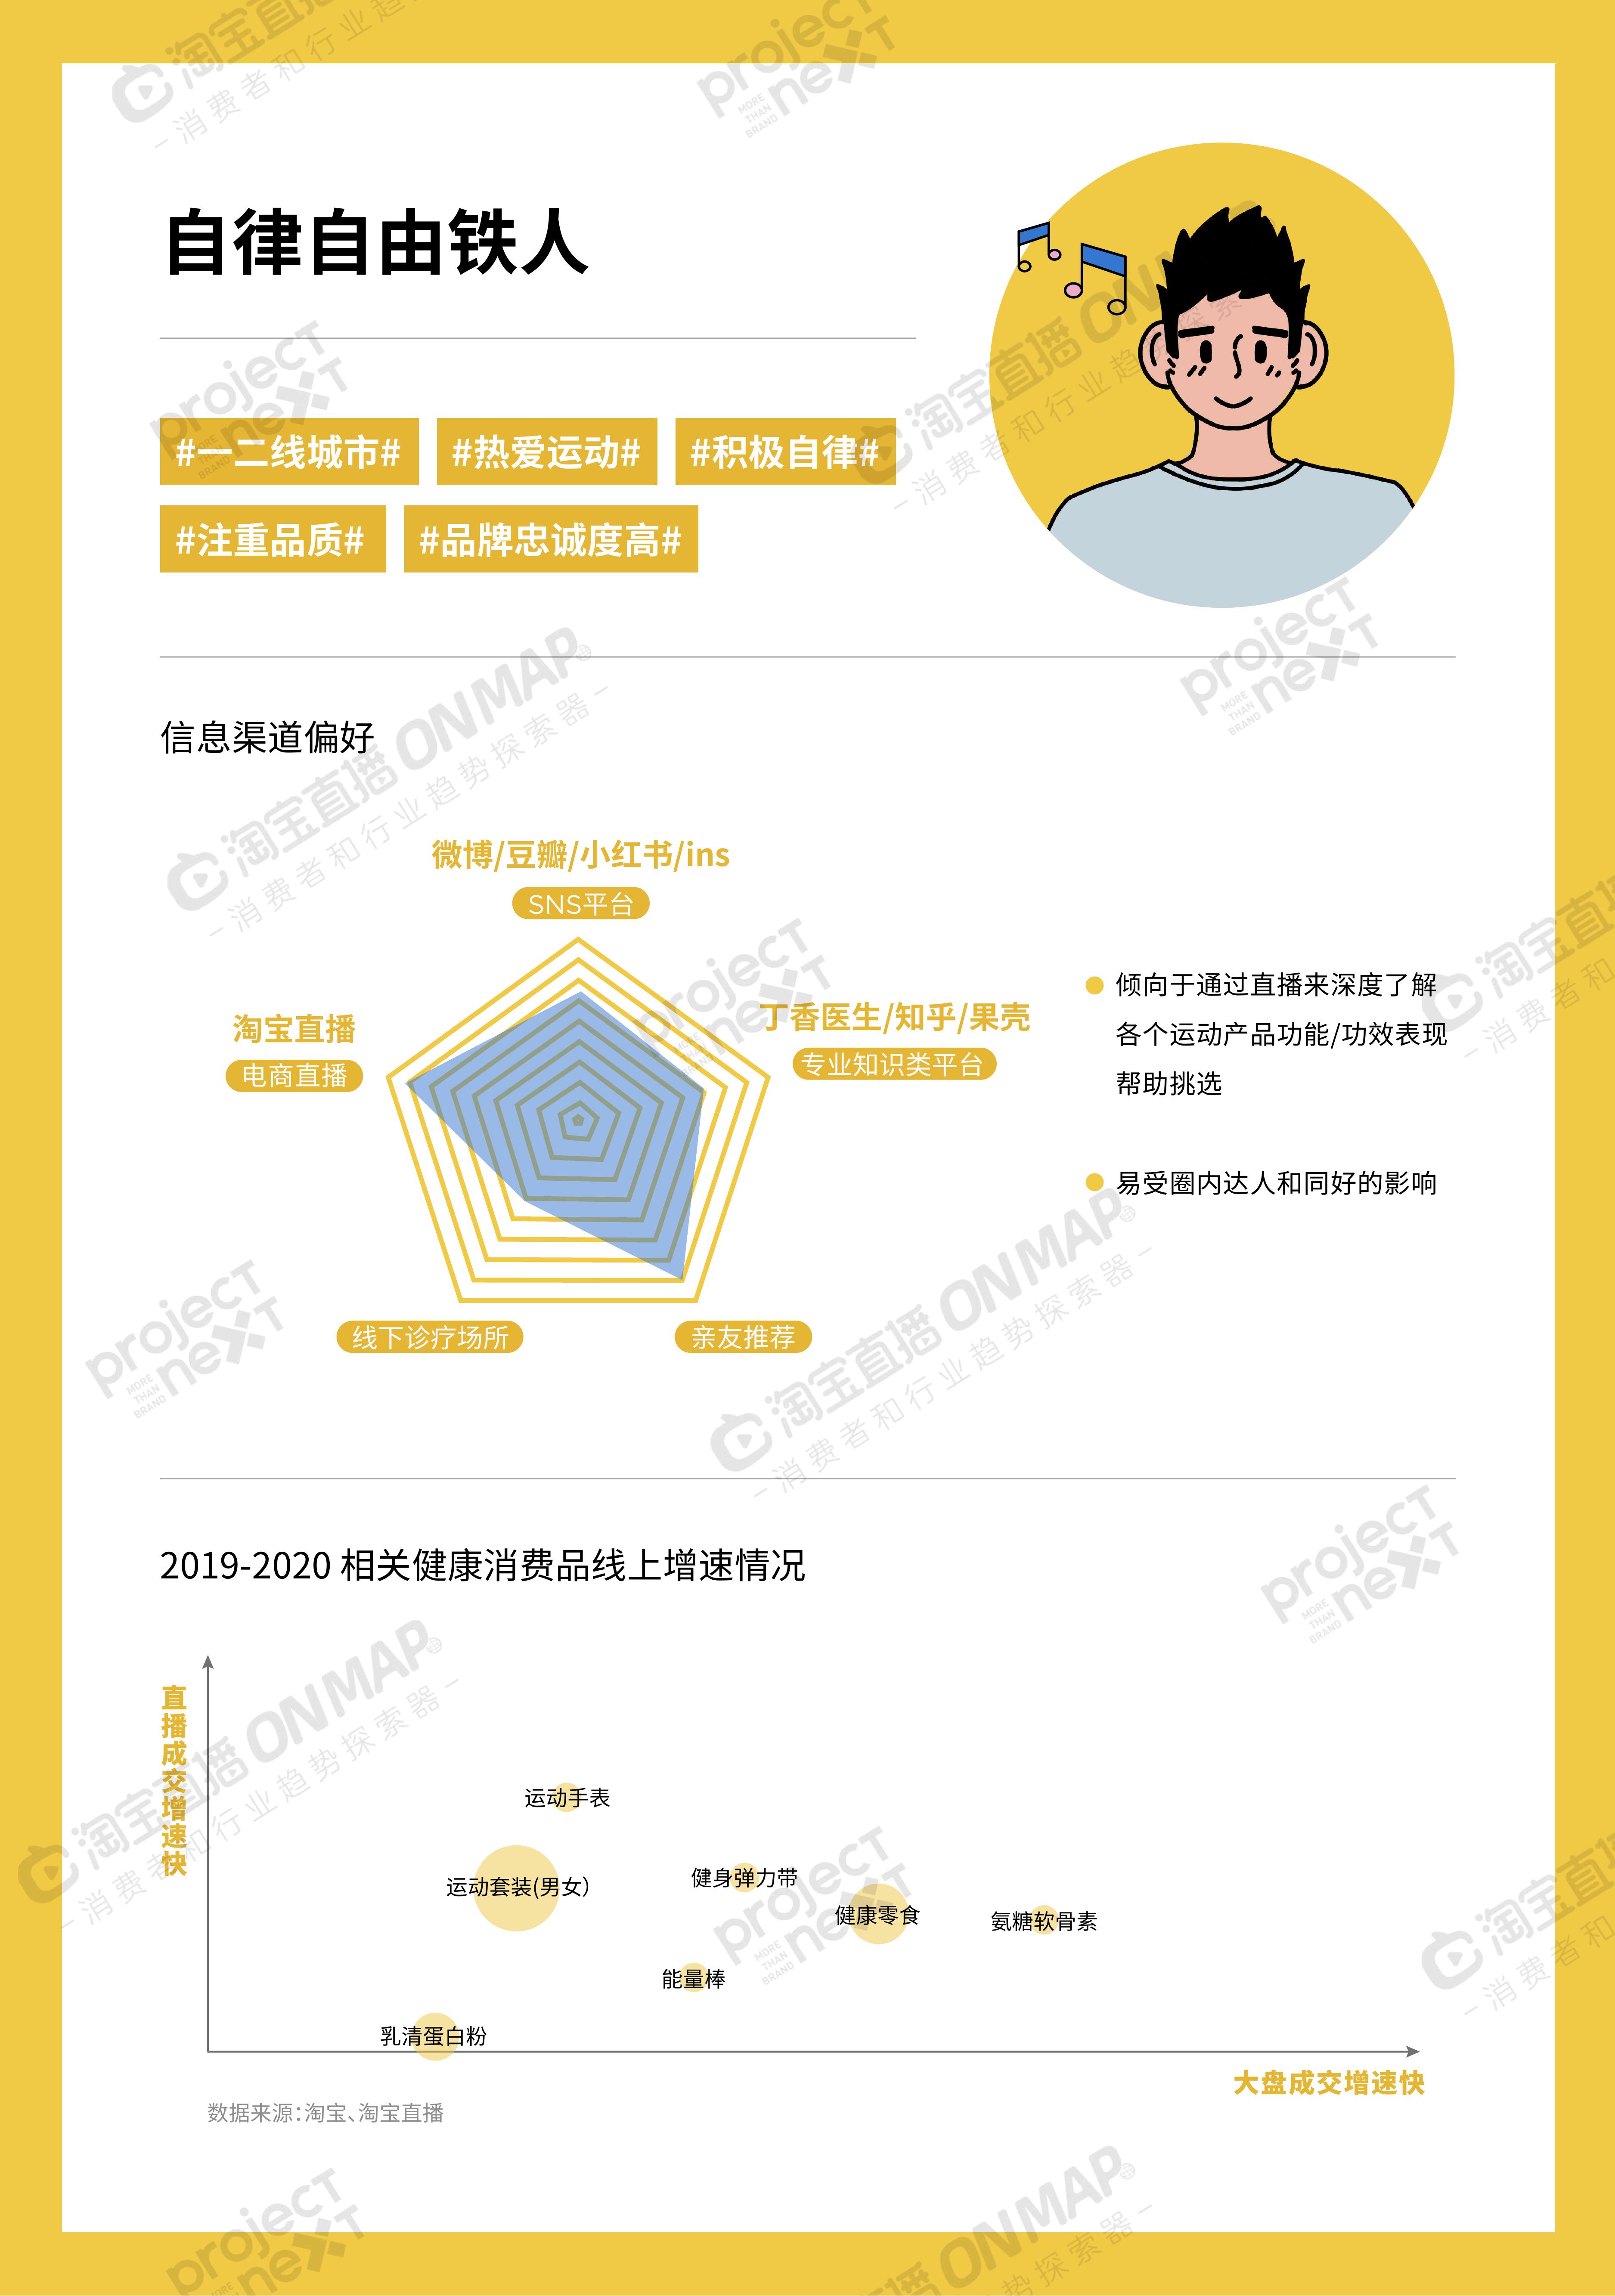 自律自由铁人
#一二线城市# #热爱运动# #积极自律#
#注重品质# #品牌忠诚度高#
信息渠道偏好
微博/豆瓣/小红书/ins
SNS平台
丁香医生/知乎/果壳
专业知识类平台
淘宝直播
电商直播
线下诊疗场所
亲友推荐
倾向于通过直播来深度了解
各个运动产品功能/功效表现
帮助挑选
易受圈内达人和同好的影响
2019-2020 相关健康消费品线上增速情况
直播成交增速快
运动手表
运动套装(男女)
健身弹力带
健康零食
氨糖软骨素
能量棒
乳清蛋白粉
大盘成交增速快
数据来源：淘宝、淘宝直播
淘宝直播 ONMAP
-消费者和行业趋势探索器-
project
neXT
MORE
THAN
BRAND